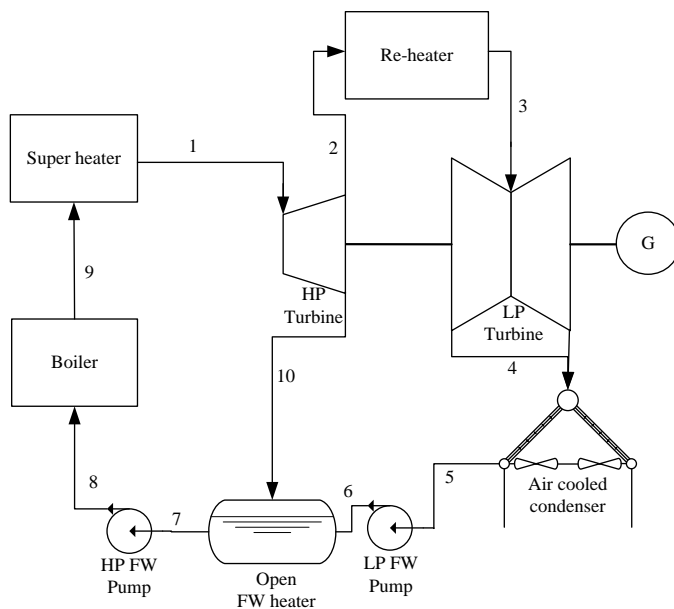 Re-heater
3
1
2
Super heater
G
HP
Turbine
LP
Turbine
9
Boiler
10
4
8
7
6
5
Air cooled
condenser
HP FW
Pump
Open
FW heater
LP FW
Pump